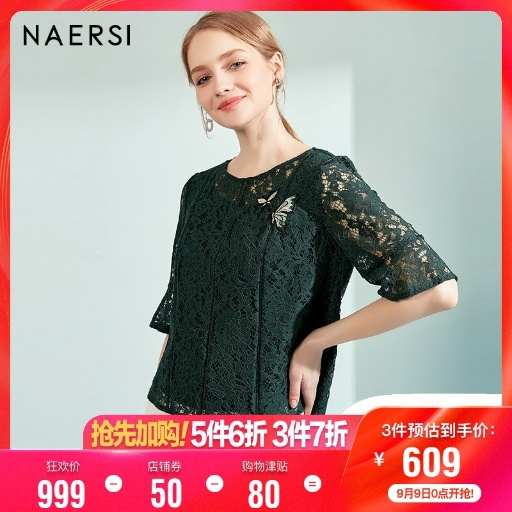 NAERSI
抢先加购! 5件6折 3件7折
3件预估到手价:
狂欢价 店铺券 购物津贴
¥ 609
999 - 50 - 80 =
9月9日0点开抢!